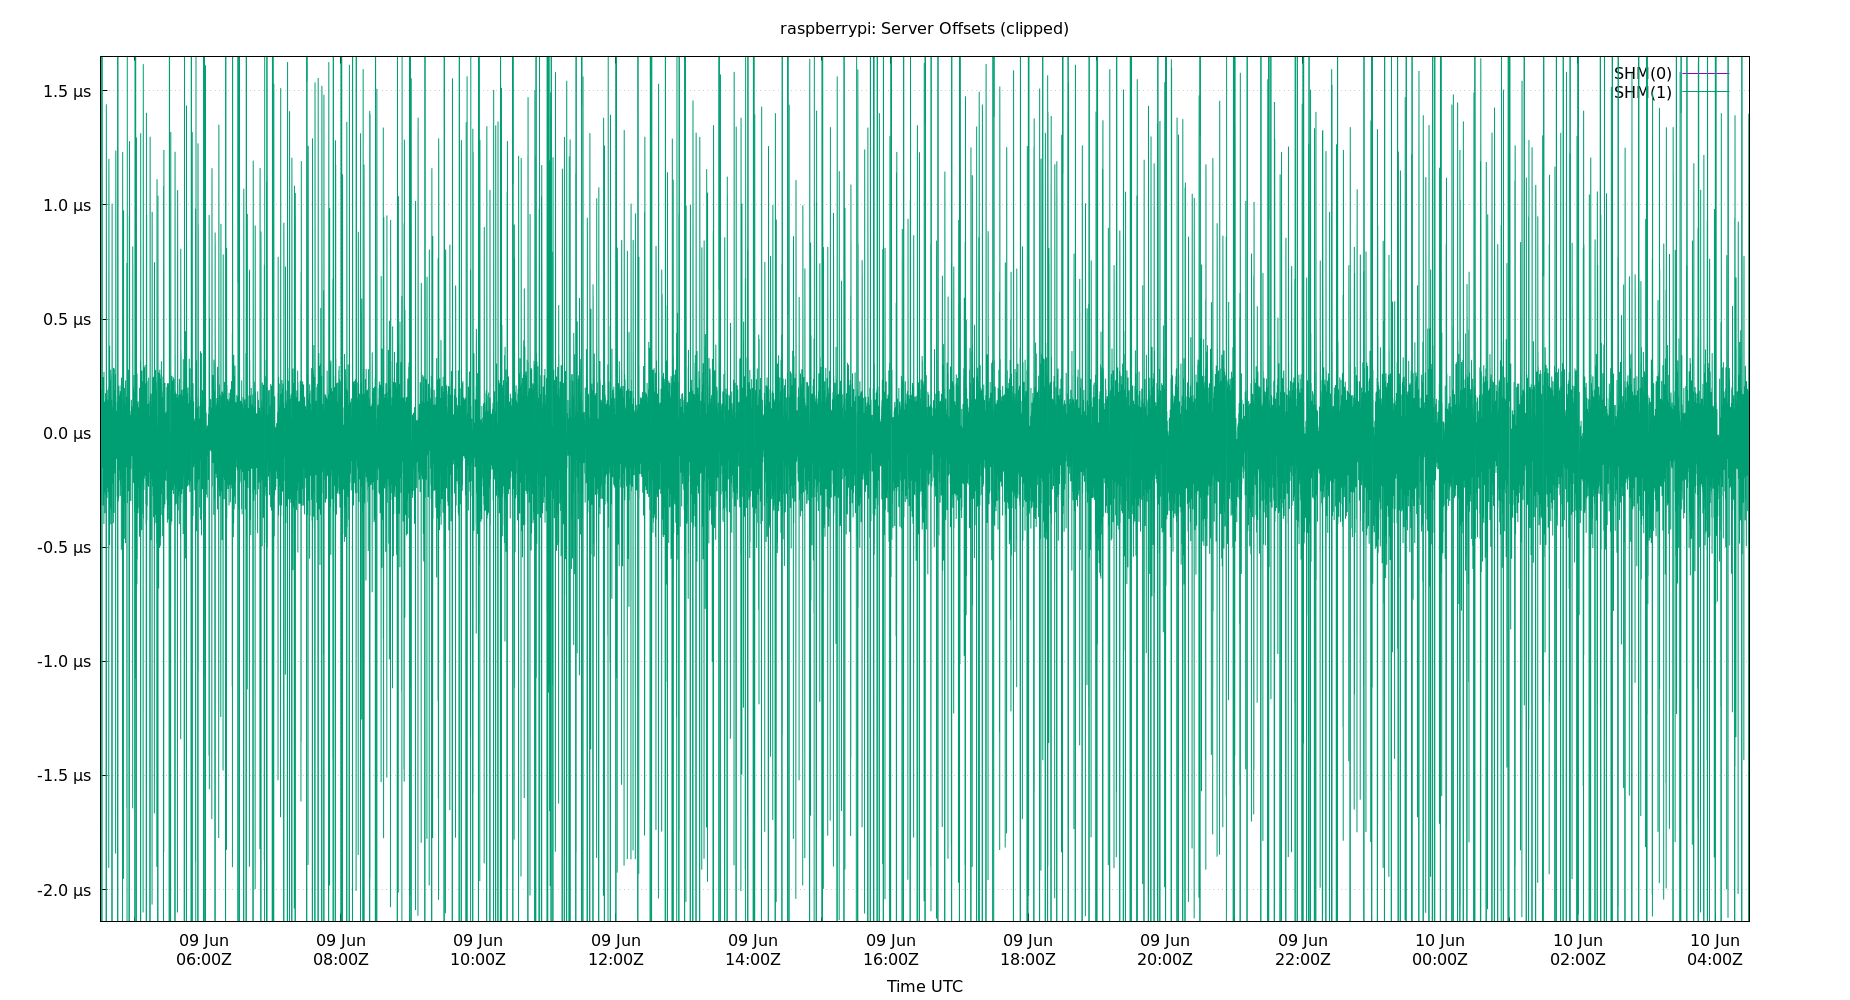 raspberrypi: Server Offsets (clipped)
SHM(0)
SHM(1)
1.5 µs
1.0 µs
0.5 µs
0.0 µs
-0.5 µs
-1.0 µs
-1.5 µs
-2.0 µs
09 Jun 09 Jun 09 Jun 09 Jun 09 Jun 09 Jun 09 Jun 09 Jun 09 Jun 10 Jun 10 Jun 10 Jun
06:00Z 08:00Z 10:00Z 12:00Z 14:00Z 16:00Z 18:00Z 20:00Z 22:00Z 00:00Z 02:00Z 04:00Z
Time UTC